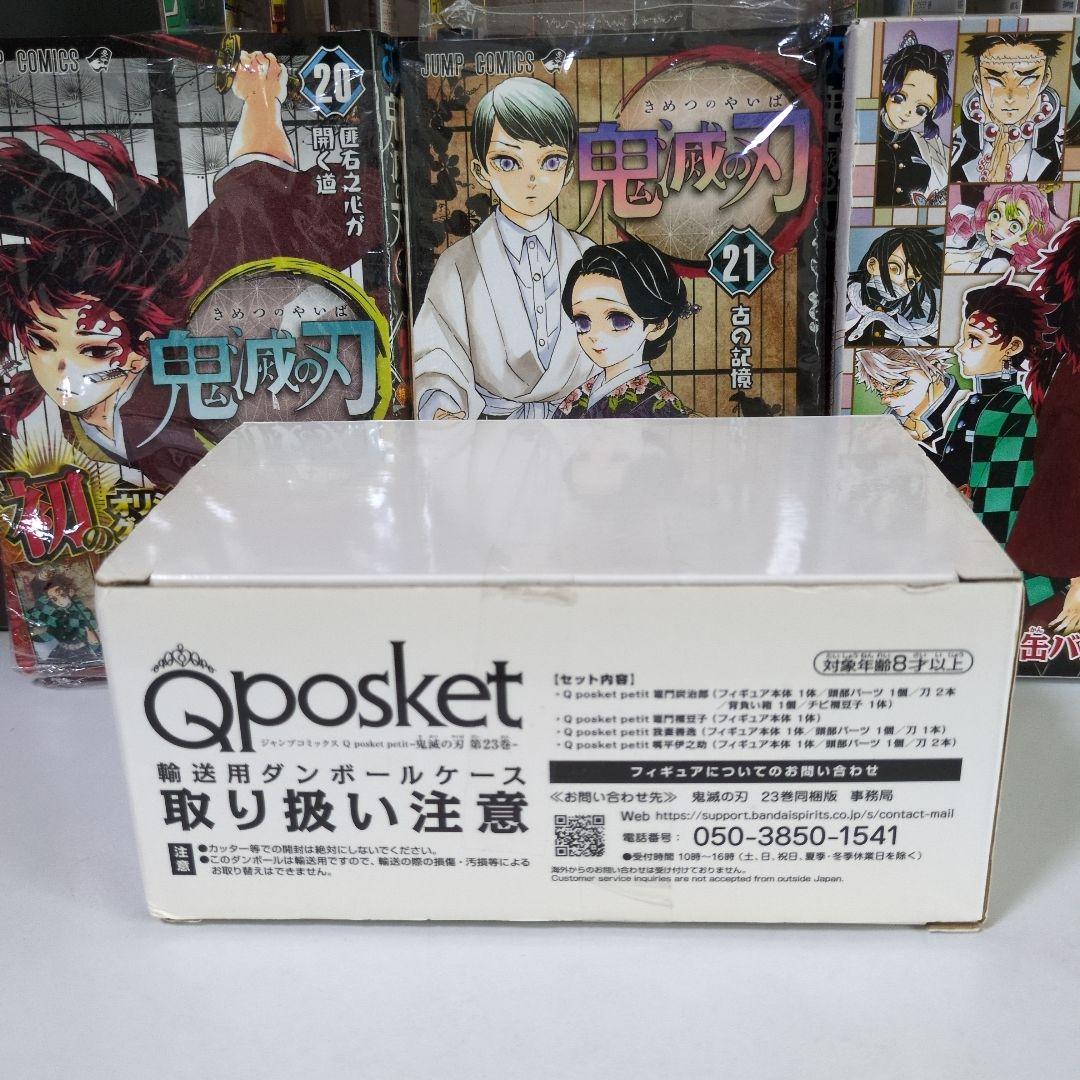 JUMP COMICS
20
匪石之心が
開く道
きめつのやいば
鬼滅の刃
初の
JUMP COMICS
きめつのやいば
鬼滅の刃
21
古の記憶
缶バ
かん
Qposket
ジャンプコミックス Q posket petit-鬼滅の刃 第23巻-
輸送用ダンボールケース
取り扱い注意
注意
●カッター等での開封は絶対にしないでください。
●このダンボールは輸送用ですので、輸送の際の損傷・汚損等による
お取り替えはできません。
対象年齢8才以上
【セット内容】
・Q posket petit 竈門炭治郎（フィギュア本体 1体／頭部パーツ 1個／刀 2本
／背負い箱 1個／チビ禰豆子 1体）
・Q posket petit 竈門禰豆子（フィギュア本体 1体）
・Q posket petit 我妻善逸（フィギュア本体 1体／頭部パーツ 1個／刀 1本）
・Q posket petit 嘴平伊之助（フィギュア本体 1体／頭部パーツ 1個／刀 2本）
フィギュアについてのお問い合わせ
≪お問い合わせ先≫ 鬼滅の刃 23巻同梱版 事務局
Web https://support.bandaispirits.co.jp/s/contact-mail
電話番号： 050-3850-1541
●受付時間 10時～16時（土、日、祝日、夏季・冬季休業日を除く）
海外からのお問い合わせは受け付けておりません。
Customer service inquiries are not accepted from outside Japan.